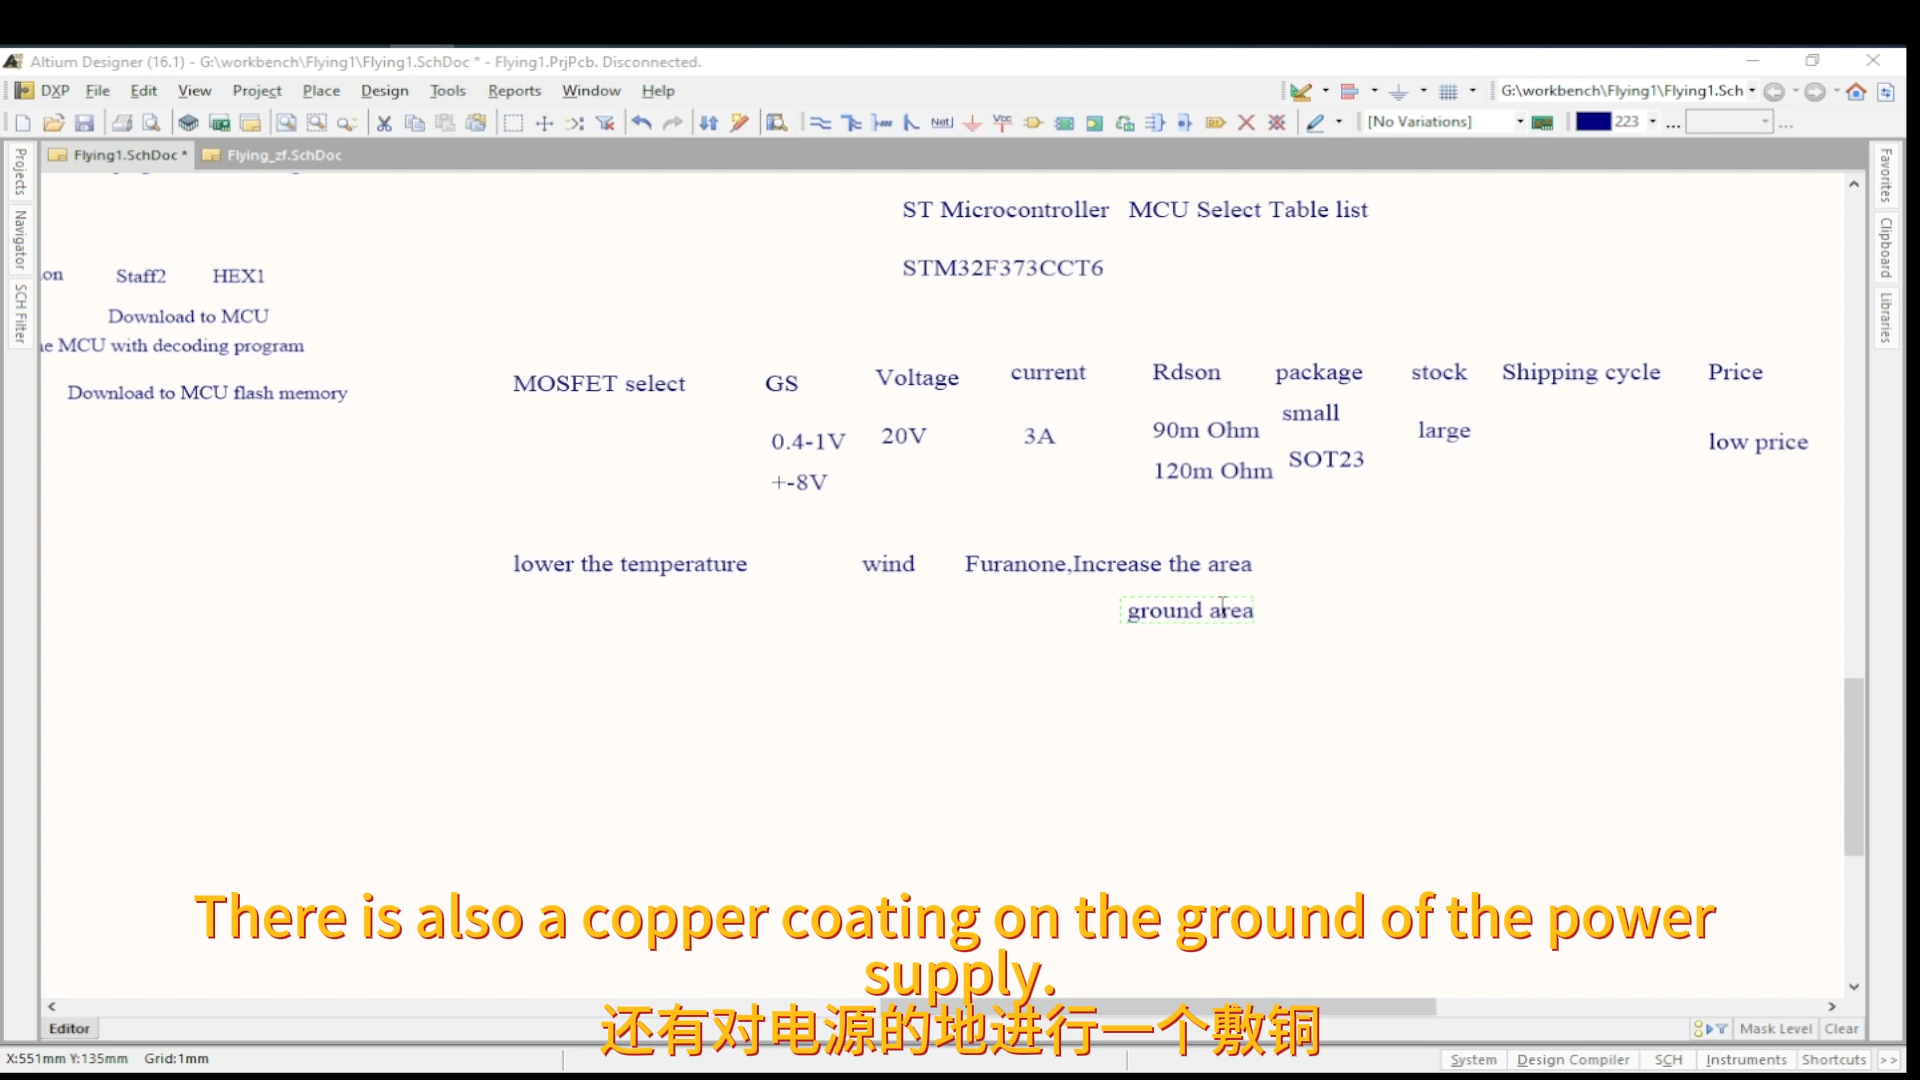 Altium Designer (16.1) - G:\workbench\Flying1\Flying1.SchDoc * - Flying1.PrjPcb. Disconnected.
DXP File Edit View Project Place Design Tools Reports Window Help
G:\workbench\Flying1\Flying1.Sch
[No Variations] 223 ... ...
Flying1.SchDoc * Flying_zf.SchDoc
Projects
Navigator
SCH Filter
Favorites
Clipboard
Libraries
ST Microcontroller MCU Select Table list
STM32F373CCT6
on Staff2 HEX1
Download to MCU
e MCU with decoding program
Download to MCU flash memory
MOSFET select GS Voltage current Rdson package stock Shipping cycle Price
0.4-1V 20V 3A 90m Ohm small large low price
+-8V 120m Ohm SOT23
lower the temperature wind Furanone,Increase the area
ground area
There is also a copper coating on the ground of the power
supply.
还有对电源的地进行一个敷铜
Editor
Mask Level Clear
X:551mm Y:135mm Grid:1mm
System Design Compiler SCH Instruments Shortcuts >>